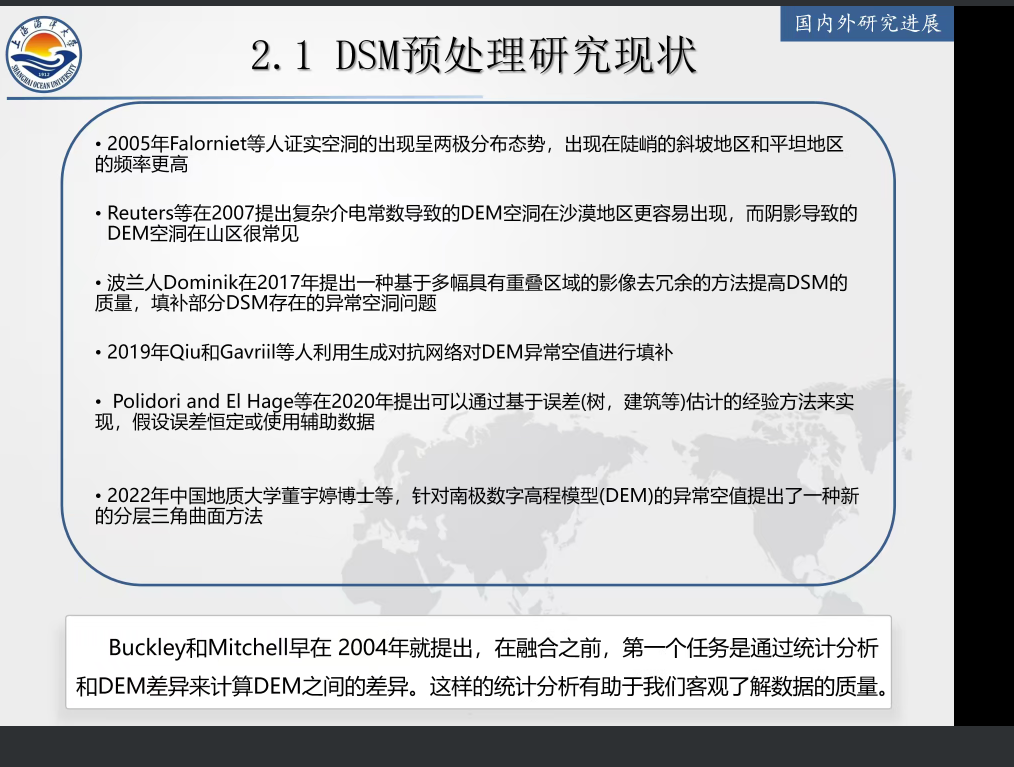 国内外研究进展
上海海洋大学
1912
SHANGHAI OCEAN UNIVERSITY
2.1 DSM预处理研究现状
• 2005年Falorniet等人证实空洞的出现呈两极分布态势，出现在陡峭的斜坡地区和平坦地区
的频率更高
• Reuters等在2007提出复杂介电常数导致的DEM空洞在沙漠地区更容易出现，而阴影导致的
DEM空洞在山区很常见
• 波兰人Dominik在2017年提出一种基于多幅具有重叠区域的影像去冗余的方法提高DSM的
质量，填补部分DSM存在的异常空洞问题
• 2019年Qiu和Gavriil等人利用生成对抗网络对DEM异常空值进行填补
• Polidori and El Hage等在2020年提出可以通过基于误差(树，建筑等)估计的经验方法来实
现，假设误差恒定或使用辅助数据
• 2022年中国地质大学董宇婷博士等，针对南极数字高程模型(DEM)的异常空值提出了一种新
的分层三角曲面方法
Buckley和Mitchell早在 2004年就提出，在融合之前，第一个任务是通过统计分析
和DEM差异来计算DEM之间的差异。这样的统计分析有助于我们客观了解数据的质量。